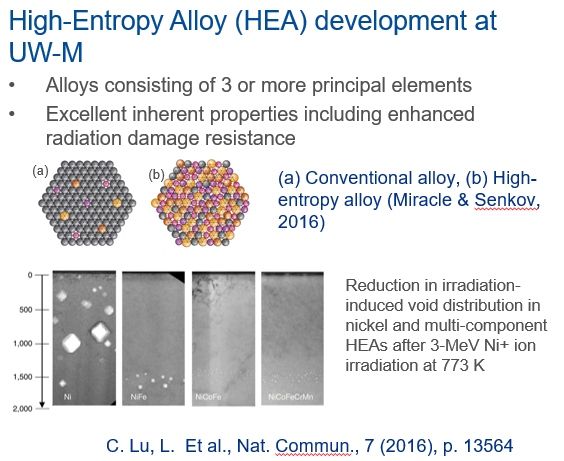 High-Entropy Alloy (HEA) development at
UW-M
• Alloys consisting of 3 or more principal elements
• Excellent inherent properties including enhanced
radiation damage resistance
(a)
(b)
(a) Conventional alloy, (b) High-
entropy alloy (Miracle & Senkov,
2016)
0
500
1,000
1,500
2,000
Ni
NiFe
NiCoFe
NiCoFeCrMn
Reduction in irradiation-
induced void distribution in
nickel and multi-component
HEAs after 3-MeV Ni+ ion
irradiation at 773 K
C. Lu, L.  Et al., Nat. Commun., 7 (2016), p. 13564